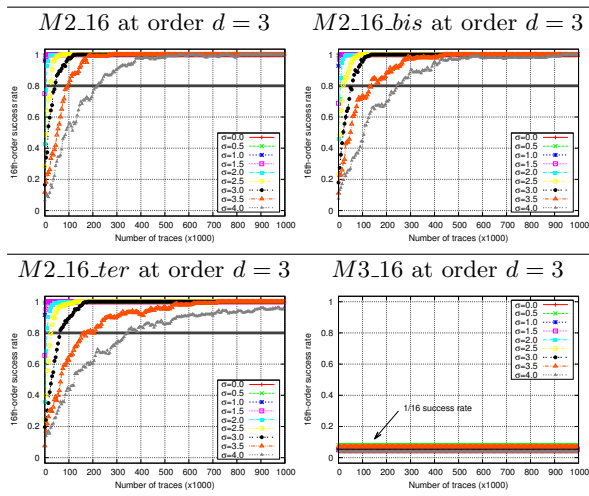 M2_16 at order d = 3
M2_16_bis at order d = 3
1
0.8
0.6
0.4
0.2
0
16th-order success rate
σ=0.0
σ=0.5
σ=1.0
σ=1.5
σ=2.0
σ=2.5
σ=3.0
σ=3.5
σ=4.0
0 100 200 300 400 500 600 700 800 900 1000
Number of traces (x1000)
1
0.8
0.6
0.4
0.2
0
16th-order success rate
σ=0.0
σ=0.5
σ=1.0
σ=1.5
σ=2.0
σ=2.5
σ=3.0
σ=3.5
σ=4.0
0 100 200 300 400 500 600 700 800 900 1000
Number of traces (x1000)
M2_16_ter at order d = 3
M3_16 at order d = 3
1
0.8
0.6
0.4
0.2
0
16th-order success rate
σ=0.0
σ=0.5
σ=1.0
σ=1.5
σ=2.0
σ=2.5
σ=3.0
σ=3.5
σ=4.0
0 100 200 300 400 500 600 700 800 900 1000
Number of traces (x1000)
1
0.8
0.6
0.4
0.2
0
16th-order success rate
σ=0.0
σ=0.5
σ=1.0
σ=1.5
σ=2.0
σ=2.5
σ=3.0
σ=3.5
σ=4.0
1/16 success rate
0 100 200 300 400 500 600 700 800 900 1000
Number of traces (x1000)